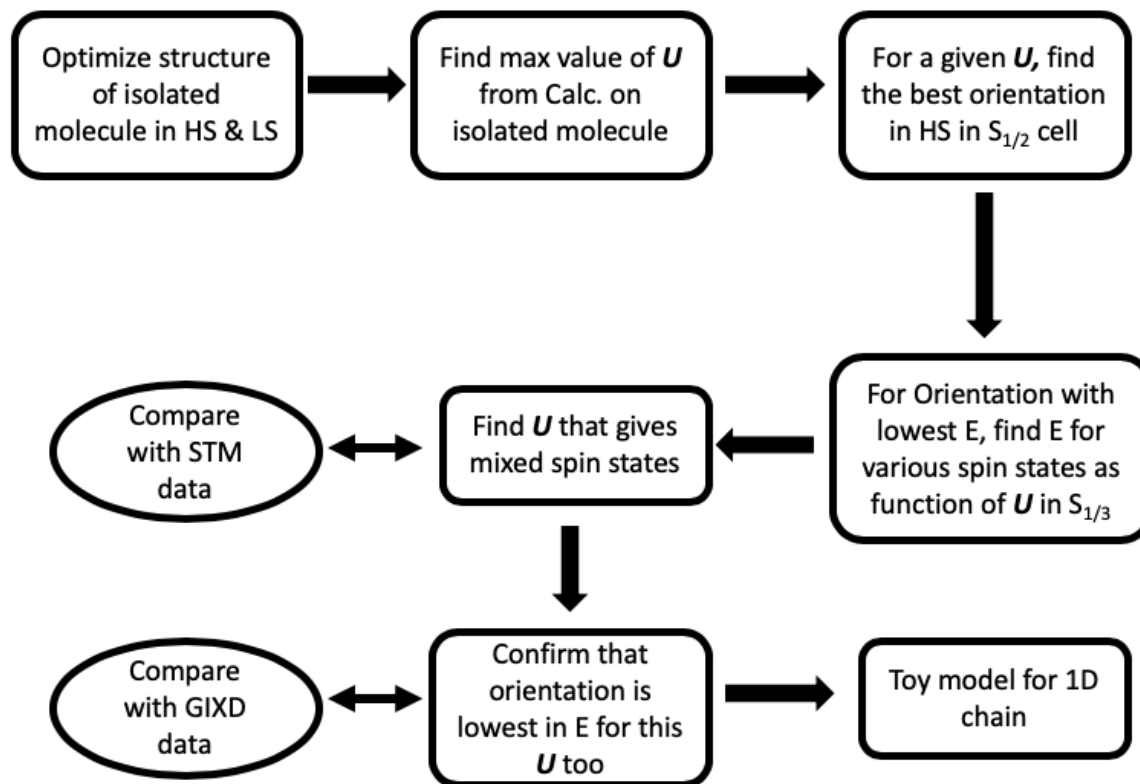 Optimize structure
of isolated
molecule in HS & LS
Find max value of U
from Calc. on
isolated molecule
For a given U, find
the best orientation
in HS in S1/2 cell
For Orientation with
lowest E, find E for
various spin states as
function of U in S1/3
Find U that gives
mixed spin states
Compare
with STM
data
Confirm that
orientation is
lowest in E for this
U too
Compare
with GIXD
data
Toy model for 1D
chain